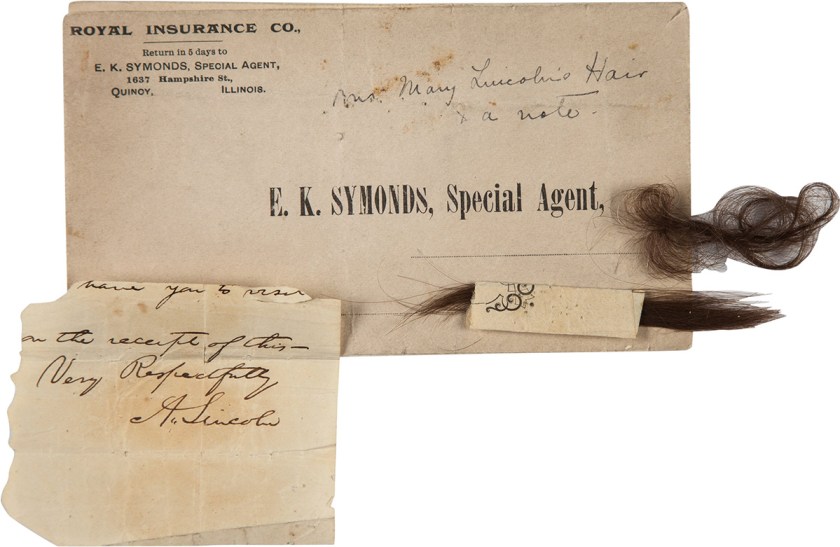 ROYAL INSURANCE CO.,
Return in 5 days to
E. K. SYMONDS, SPECIAL AGENT,
1637 Hampshire St.,
QUINCY, ILLINOIS.
Mrs. Mary Lincoln's Hair
& a note.
E. K. SYMONDS, Special Agent,
have you to
on the receipt of this—
Very Respectfully
A. Lincoln